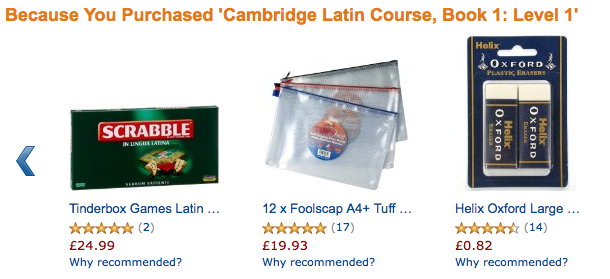 Because You Purchased 'Cambridge Latin Course, Book 1: Level 1'
SCRABBLE
IN LINGUA LATINA
VERBUM SAPIENTI
Helix
OXFORD
PLASTIC ERASERS
Helix OXFORD
Helix OXFORD
Tinderbox Games Latin ...
(2)
£24.99
Why recommended?
12 x Foolscap A4+ Tuff ...
(17)
£19.93
Why recommended?
Helix Oxford Large ...
(14)
£0.82
Why recommended?